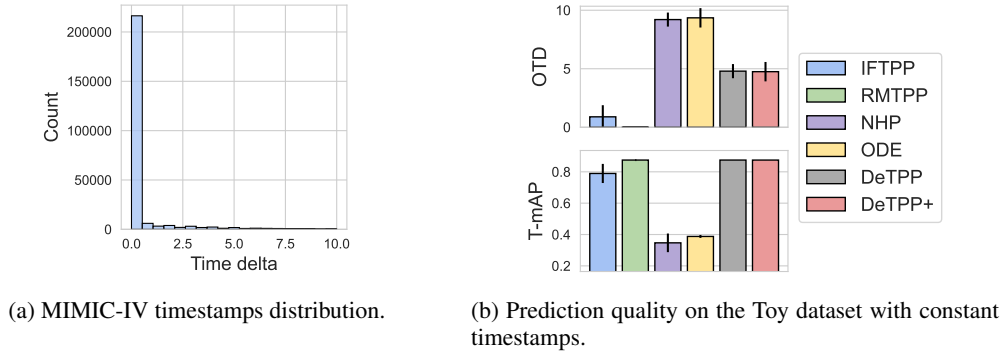 200000
150000
100000
50000
0
Count
0.0 2.5 5.0 7.5 10.0
Time delta
(a) MIMIC-IV timestamps distribution.
10
5
0
OTD
0.8
0.6
0.4
0.2
T-mAP
IFTPP
RMTPP
NHP
ODE
DeTPP
DeTPP+
(b) Prediction quality on the Toy dataset with constant
timestamps.